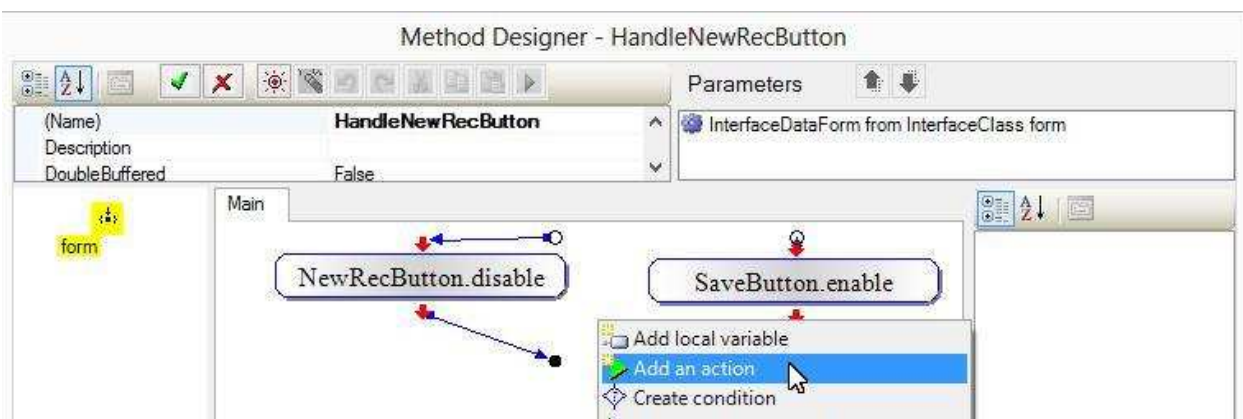 Method Designer - HandleNewRecButton
Parameters
(Name) HandleNewRecButton
Description
DoubleBuffered False
InterfaceDataForm from InterfaceClass form
form
Main
NewRecButton.disable
SaveButton.enable
Add local variable
Add an action
Create condition